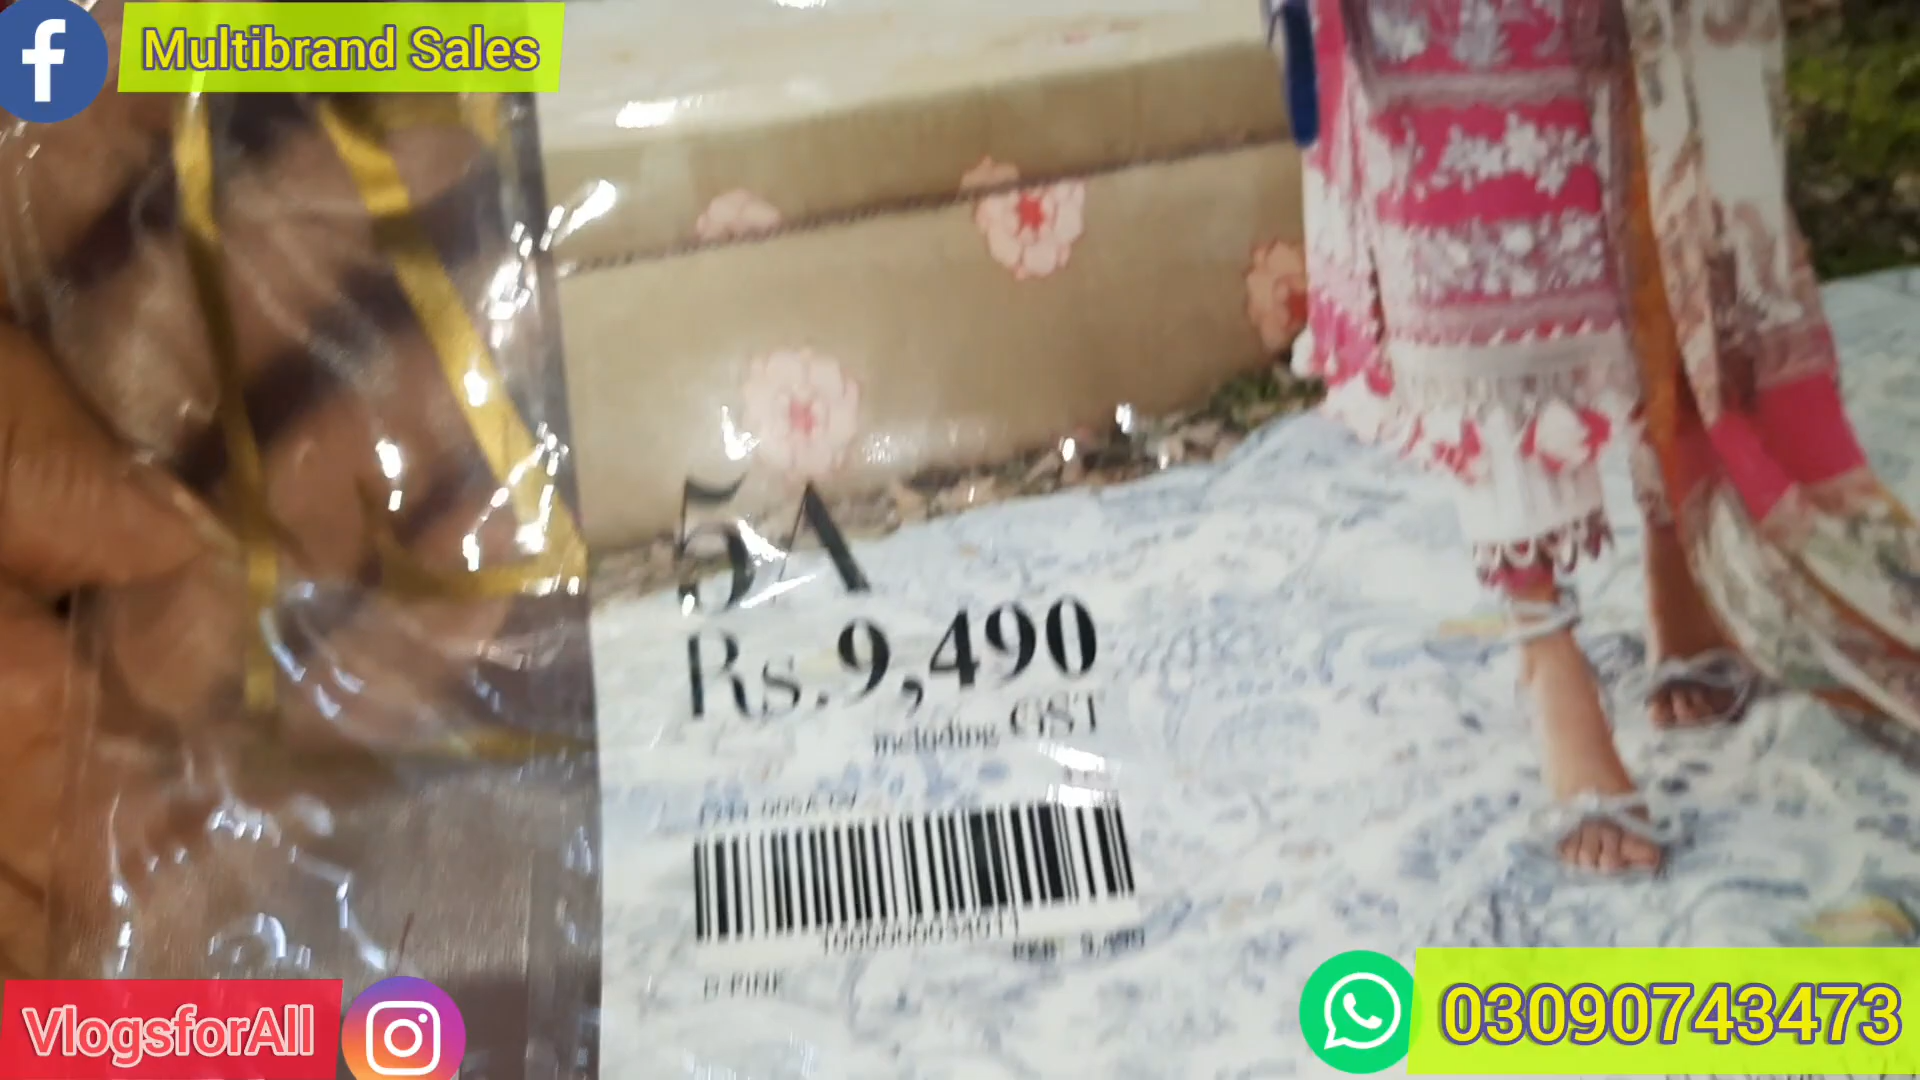 Multibrand Sales
5A
Rs.9,490
including GST
VlogsforAll
03090743473